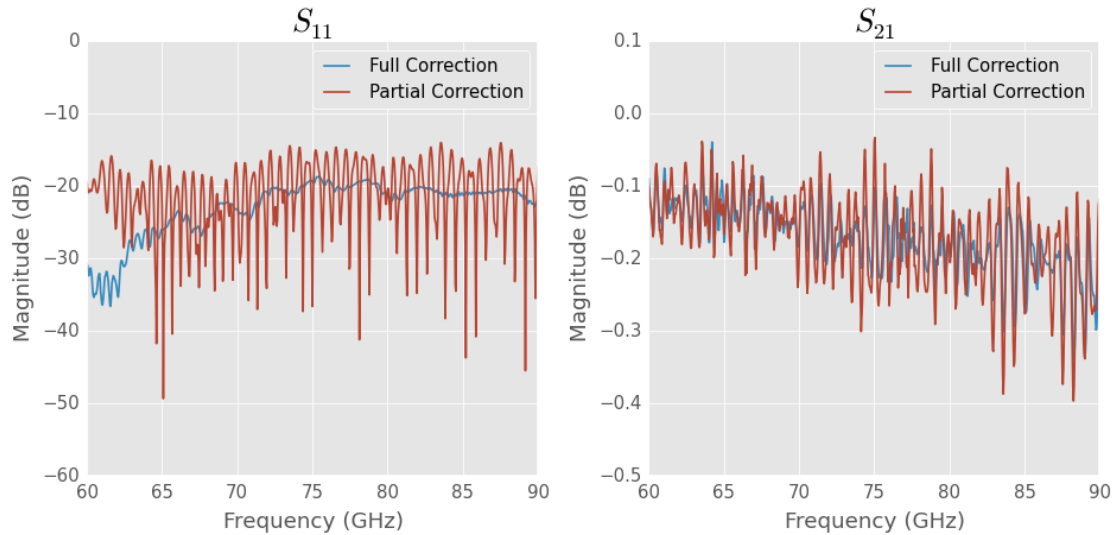 S11
0
−10
−20
−30
−40
−50
−60
Magnitude (dB)
60
65
70
75
80
85
90
Frequency (GHz)
Full Correction
Partial Correction
S21
0.1
0.0
−0.1
−0.2
−0.3
−0.4
−0.5
Magnitude (dB)
60
65
70
75
80
85
90
Frequency (GHz)
Full Correction
Partial Correction